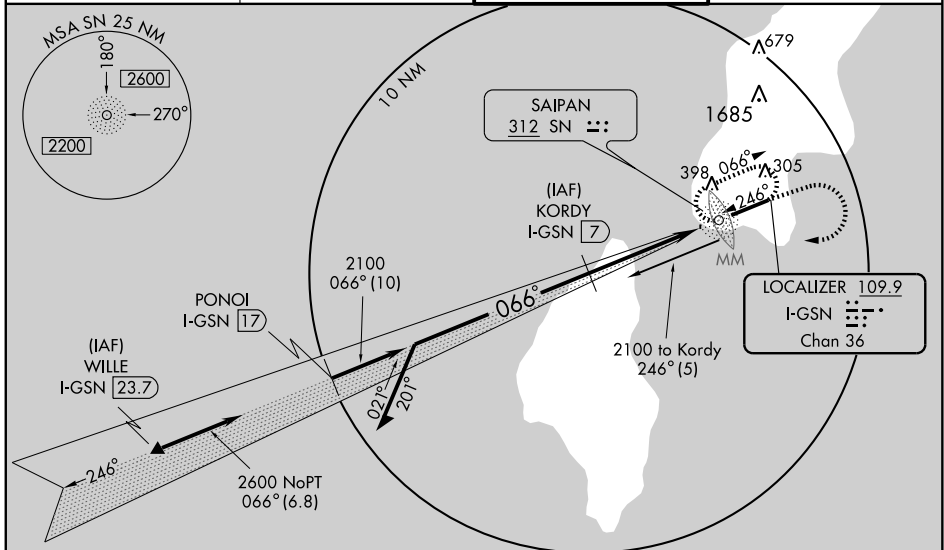 MSA SN 25 NM
180°
2600
270°
2200
10 NM
SAIPAN
312 SN
679
1685
398
066°
305
246°
MM
(IAF)
KORDY
I-GSN 7
2100
066° (10)
PONOI
I-GSN 17
066°
LOCALIZER 109.9
I-GSN
Chan 36
(IAF)
WILLE
I-GSN 23.7
2100 to Kordy
246° (5)
021°
201°
246°
2600 NoPT
066° (6.8)